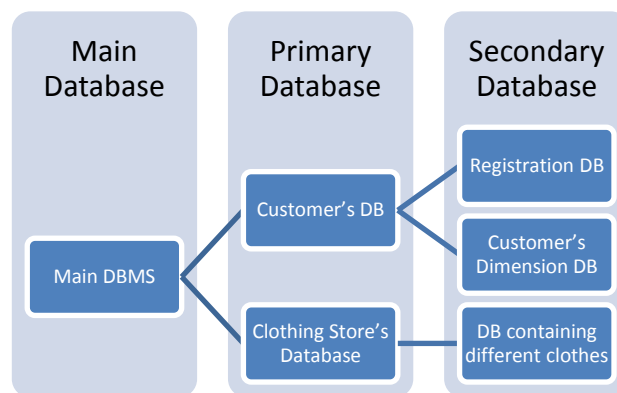 Main
Database
Primary
Database
Secondary
Database
Main DBMS
Customer's DB
Clothing Store's
Database
Registration DB
Customer's
Dimension DB
DB containing
different clothes